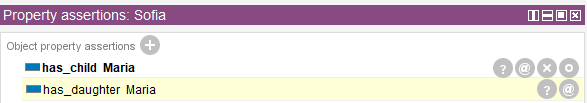 Property assertions: Sofia
Object property assertions
has_child Maria
has_daughter Maria